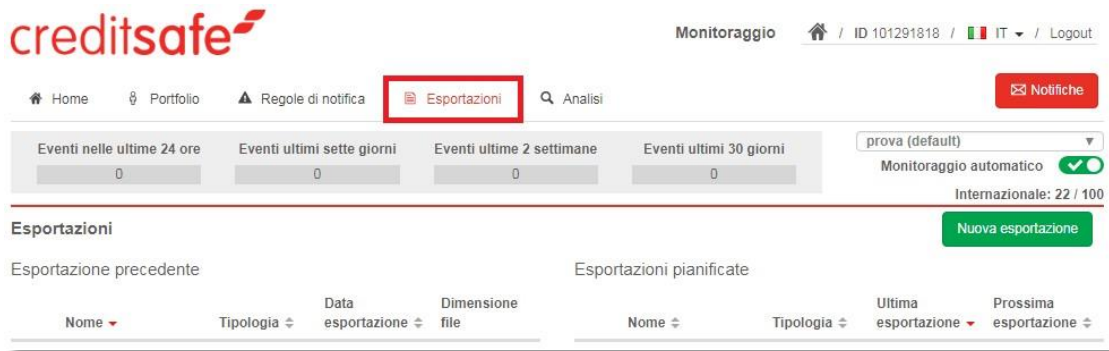 creditsafe
Monitoraggio / ID 101291818 / IT / Logout
Home Portfolio Regole di notifica Esportazioni Analisi
Notifiche
Eventi nelle ultime 24 ore Eventi ultimi sette giorni Eventi ultime 2 settimane Eventi ultimi 30 giorni
0 0 0 0
prova (default)
Monitoraggio automatico
Internazionale: 22 / 100
Esportazioni
Nuova esportazione
Esportazione precedente Esportazioni pianificate
Nome Tipologia Data esportazione Dimensione file Nome Tipologia Ultima esportazione Prossima esportazione